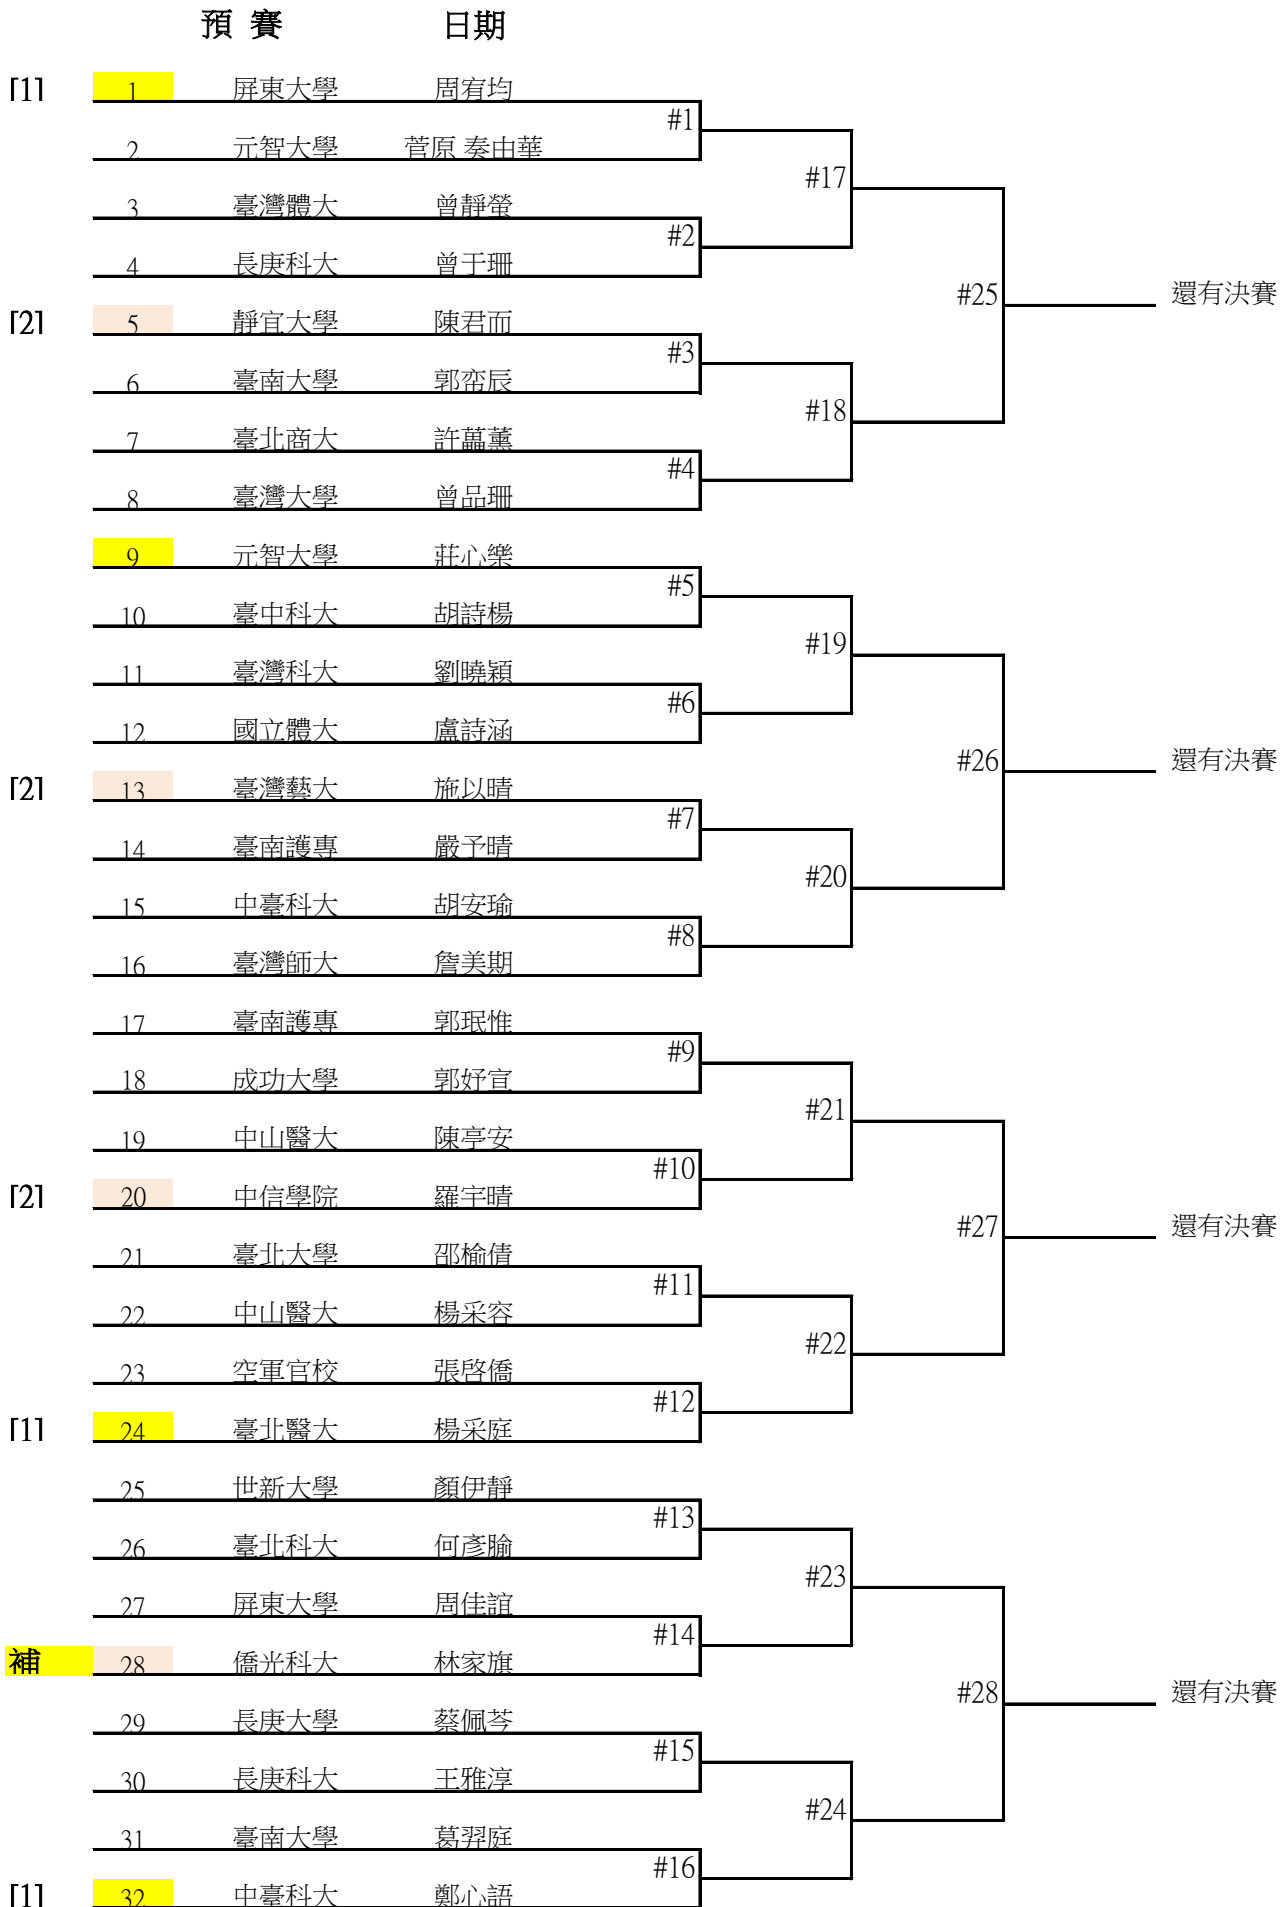 預 賽 日期
[1] 1 屏東大學 周宥均
#1
2 元智大學 菅原 奏由華
#17
3 臺灣體大 曾靜螢
#2
4 長庚科大 曾于珊
#25 還有決賽
[2] 5 靜宜大學 陳君而
#3
6 臺南大學 郭帟辰
#18
7 臺北商大 許藟薰
#4
8 臺灣大學 曾品珊
9 元智大學 莊心樂
#5
10 臺中科大 胡詩楊
#19
11 臺灣科大 劉曉穎
#6
12 國立體大 盧詩涵
#26 還有決賽
[2] 13 臺灣藝大 施以晴
#7
14 臺南護專 嚴予晴
#20
15 中臺科大 胡安瑜
#8
16 臺灣師大 詹美期
17 臺南護專 郭珉惟
#9
18 成功大學 郭妤宣
#21
19 中山醫大 陳亭安
#10
[2] 20 中信學院 羅宇晴
#27 還有決賽
21 臺北大學 邵榆倩
#11
22 中山醫大 楊采容
#22
23 空軍官校 張啓僑
#12
[1] 24 臺北醫大 楊采庭
25 世新大學 顏伊靜
#13
26 臺北科大 何彥腧
#23
27 屏東大學 周佳誼
#14
補 28 僑光科大 林家旗
#28 還有決賽
29 長庚大學 蔡佩芩
#15
30 長庚科大 王雅淳
#24
31 臺南大學 葛羿庭
#16
[1] 32 中臺科大 鄭心語